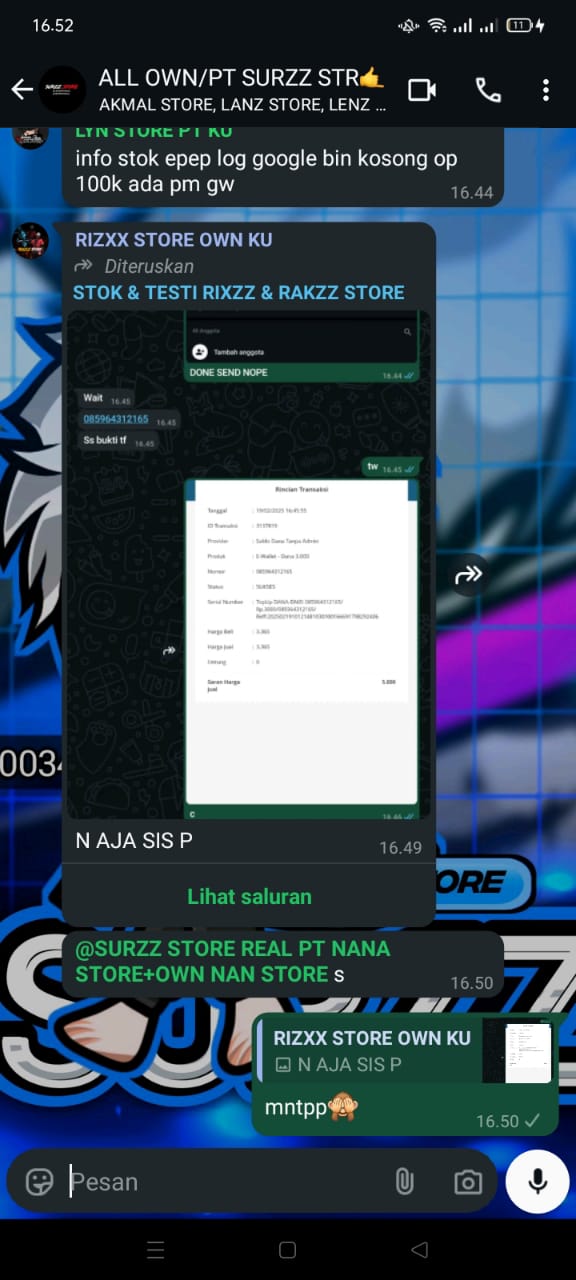 16.52
11
ALL OWN/PT SURZZ STR🤙
AKMAL STORE, LANZ STORE, LENZ ...
LYN STORE PT KU
info stok epep log google bin kosong op
100k ada pm gw
16.44
RIZXX STORE OWN KU
Diteruskan
STOK & TESTI RIXZZ & RAKZZ STORE
Tambah anggota
DONE SEND NOPE
16.44
Wait 16.45
085964312165 16.45
Ss bukti tf 16.45
tw 16.45
Rincian Transaksi
Tanggal : 19/02/2025 16:45:55
ID Transaksi
Provider : Saldo Dana Tanpa Admin
Produk : E-Wallet - Dana 3.000
Nomor : 085964312165
Status : SUKSES
Serial Number
Harga Beli : 3.365
Harga Jual : 3.365
Untung : 0
Saran Harga
Jual
5.000
C
16.46
N AJA SIS P
16.49
Lihat saluran
@SURZZ STORE REAL PT NANA
STORE+OWN NAN STORE s
16.50
RIZXX STORE OWN KU
N AJA SIS P
mntpp🙈
16.50
Pesan